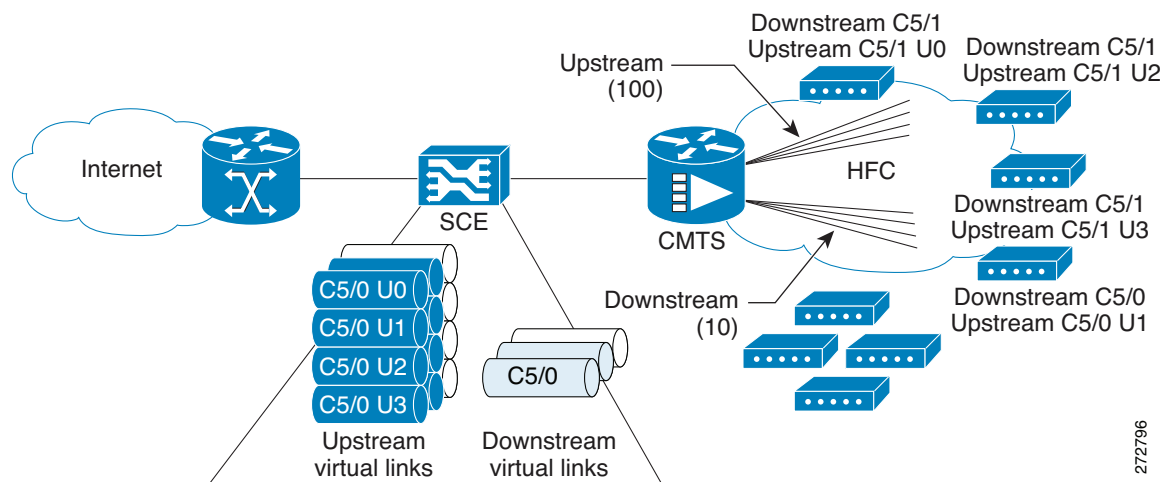 Downstream C5/1
Upstream C5/1 U0
Downstream C5/1
Upstream C5/1 U2
Upstream
(100)
Internet
HFC
SCE
CMTS
Downstream C5/1
Upstream C5/1 U3
C5/0 U0
C5/0 U1
C5/0 U2
C5/0 U3
C5/0
Downstream
(10)
Downstream C5/0
Upstream C5/0 U1
Upstream
virtual links
Downstream
virtual links
272796